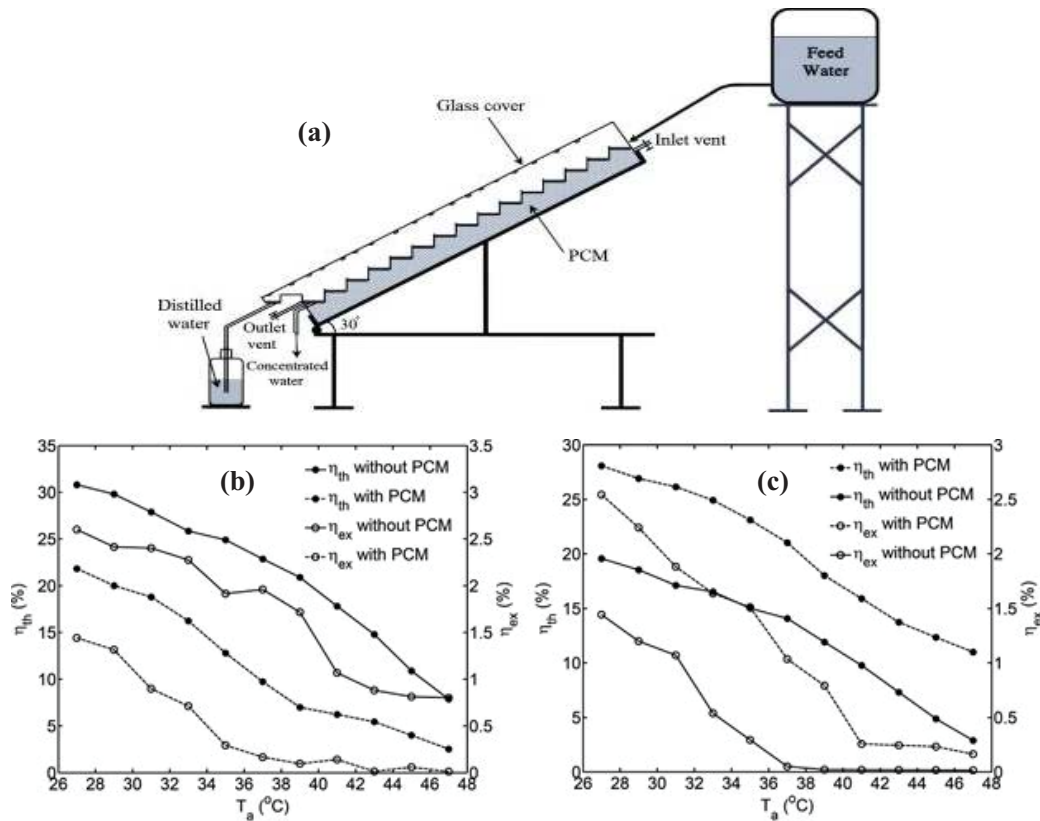 Feed
Water
Glass cover
(a)
Inlet vent
PCM
Distilled
water
30°
Outlet
vent
Concentrated
water
(b)
η_th without PCM
η_th with PCM
η_ex without PCM
η_ex with PCM
35
30
25
20
15
10
5
0
η_th (%)
3.5
3
2.5
2
1.5
1
0.5
0
η_ex (%)
26 28 30 32 34 36 38 40 42 44 46 48
T_a (°C)
(c)
η_th with PCM
η_th without PCM
η_ex with PCM
η_ex without PCM
30
25
20
15
10
5
0
η_th (%)
3
2.5
2
1.5
1
0.5
0
η_ex (%)
26 28 30 32 34 36 38 40 42 44 46 48
T_a (°C)